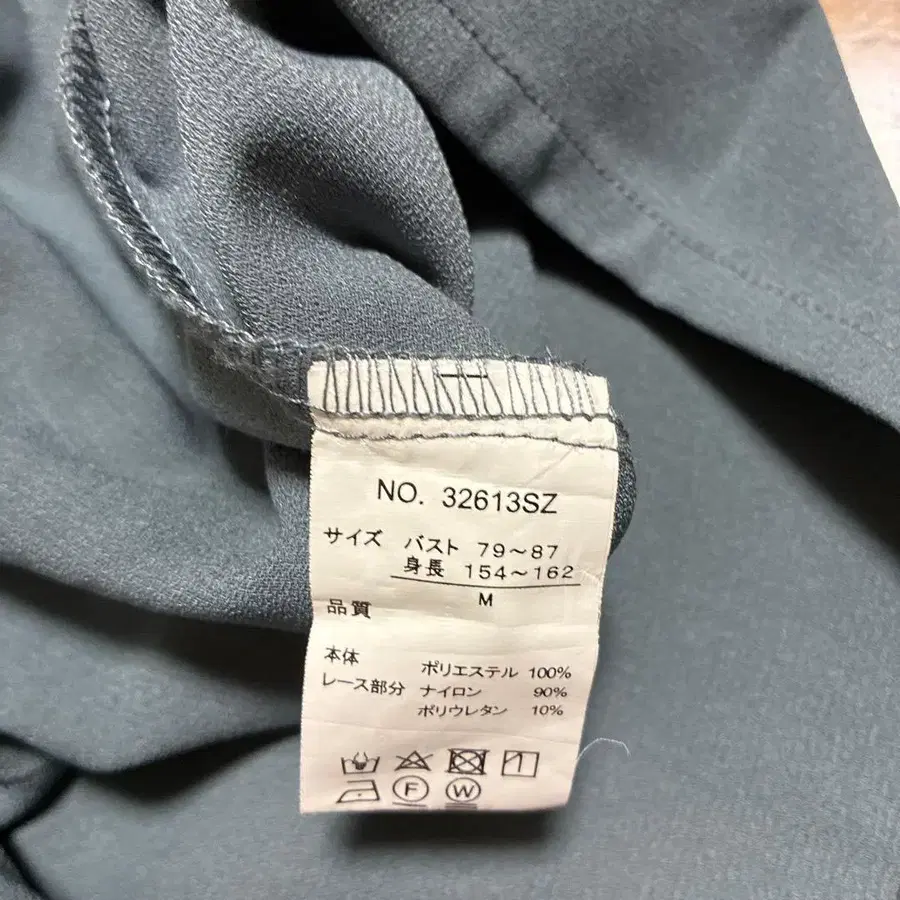 NO. 32613SZ
サイズ バスト 79～87
身長 154～162
M
品質
本体 ポリエステル 100%
レース部分 ナイロン 90%
ポリウレタン 10%
F W